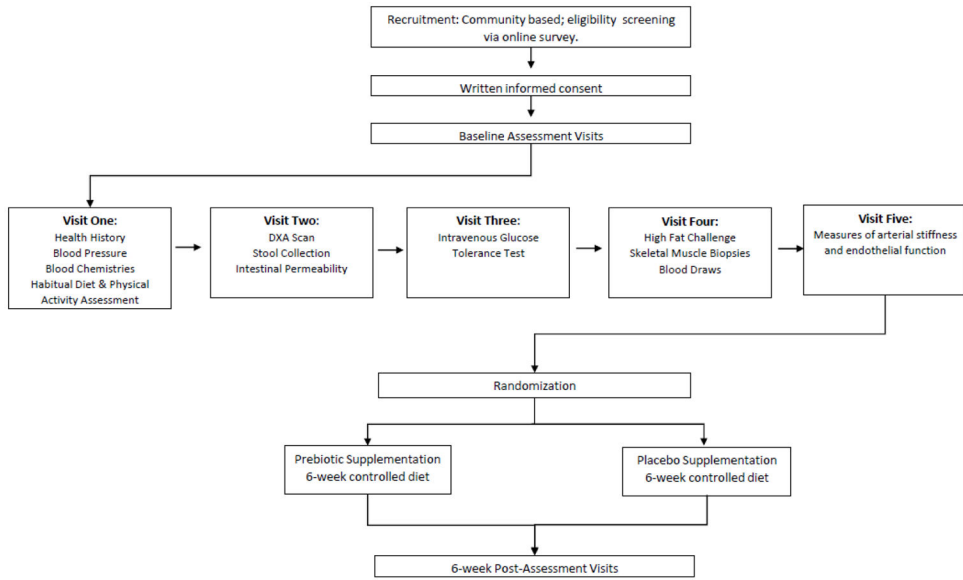 Recruitment: Community based; eligibility screening
via online survey.
Written informed consent
Baseline Assessment Visits
Visit One:
Health History
Blood Pressure
Blood Chemistries
Habitual Diet & Physical
Activity Assessment
Visit Two:
DXA Scan
Stool Collection
Intestinal Permeability
Visit Three:
Intravenous Glucose
Tolerance Test
Visit Four:
High Fat Challenge
Skeletal Muscle Biopsies
Blood Draws
Visit Five:
Measures of arterial stiffness
and endothelial function
Randomization
Prebiotic Supplementation
6-week controlled diet
Placebo Supplementation
6-week controlled diet
6-week Post-Assessment Visits